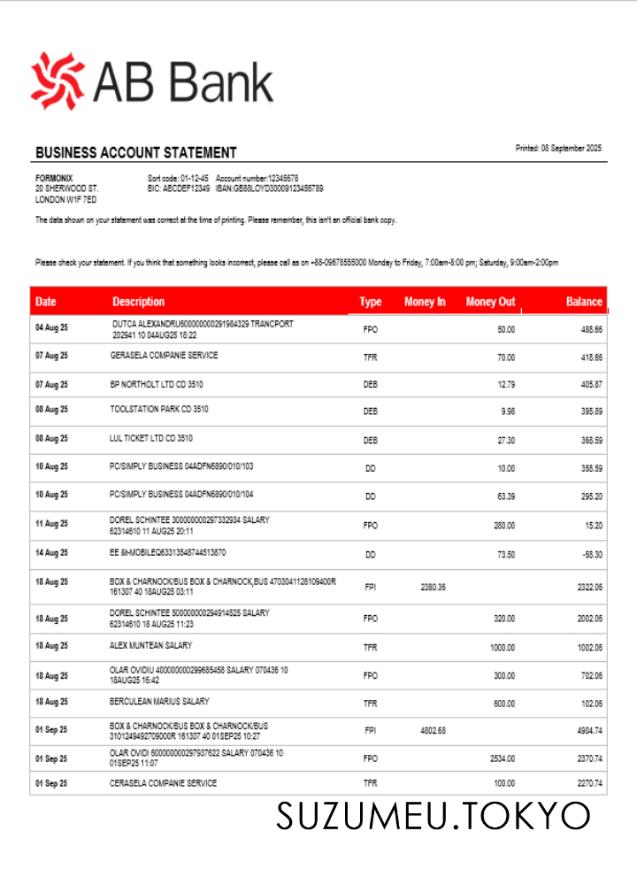 AB Bank
BUSINESS ACCOUNT STATEMENT
Printed: 08 September 2025
FORMONIX
20 SHERWOOD ST.
LONDON W1F 7ED
Sort code: 01-12-45 Account number:12345678
BIC: ABCDEF12349 IBAN:GB88LOYD30009123456789
The data shown on your statement was correct at the time of printing. Please remember, this isn't an official bank copy.
Please check your statement. If you think that something looks incorrect, please call as on +88-09678555000 Monday to Friday, 7:00am-8:00 pm; Saturday, 9:00am-2:00pm
Date Description Type Money In Money Out Balance
04 Aug 25 DUTCA ALEXANDRU600000000291984329 TRANCPORT FPO 50.00 488.66
202941 10 04AUG25 18:22
07 Aug 25 GERASELA COMPANIE SERVICE TFR 70.00 418.66
07 Aug 25 BP NORTHOLT LTD CD 3510 DEB 12.79 405.87
08 Aug 25 TOOLSTATION PARK CD 3510 DEB 9.98 395.89
08 Aug 25 LUL TICKET LTD CD 3510 DEB 27.30 368.59
10 Aug 25 PC/SIMPLY BUSINESS 04ADFN6890/010/103 DD 10.00 358.59
10 Aug 25 PC/SIMPLY BUSINESS 04ADFN6890/010/104 DD 63.39 295.20
11 Aug 25 DOREL SCHINTEE 300000000297332934 SALARY FPO 280.00 15.20
62314610 11 AUG25 20:11
14 Aug 25 EE &t-MOBILEQ63313548744513870 DD 73.50 -58.30
18 Aug 25 BOX & CHARNOCK/BUS BOX & CHARNOCK,BUS 4703041128109400R FPI 2380.36 2322.06
161307 40 18AUG25 03:11
18 Aug 25 DOREL SCHINTEE 500000000294914525 SALARY FPO 320.00 2002.06
62314610 18 AUG25 11:23
18 Aug 25 ALEX MUNTEAN SALARY TFR 1000.00 1002.06
18 Aug 25 OLAR OVIDIU 400000000299685458 SALARY 070436 10 FPO 300.00 702.06
18AUG25 16:42
18 Aug 25 BERCULEAN MARIUS SALARY TFR 600.00 102.06
01 Sep 25 BOX & CHARNOCK/BUS BOX & CHARNOCK/BUS FPI 4802.68 4904.74
3101249492709000R 161307 40 01SEP25 10:27
01 Sep 25 OLAR OVIDI 600000000297937622 SALARY 070436 10 FPO 2534.00 2370.74
01SEP25 11:07
01 Sep 25 CERASELA COMPANIE SERVICE TFR 100.00 2270.74
SUZUMEU.TOKYO